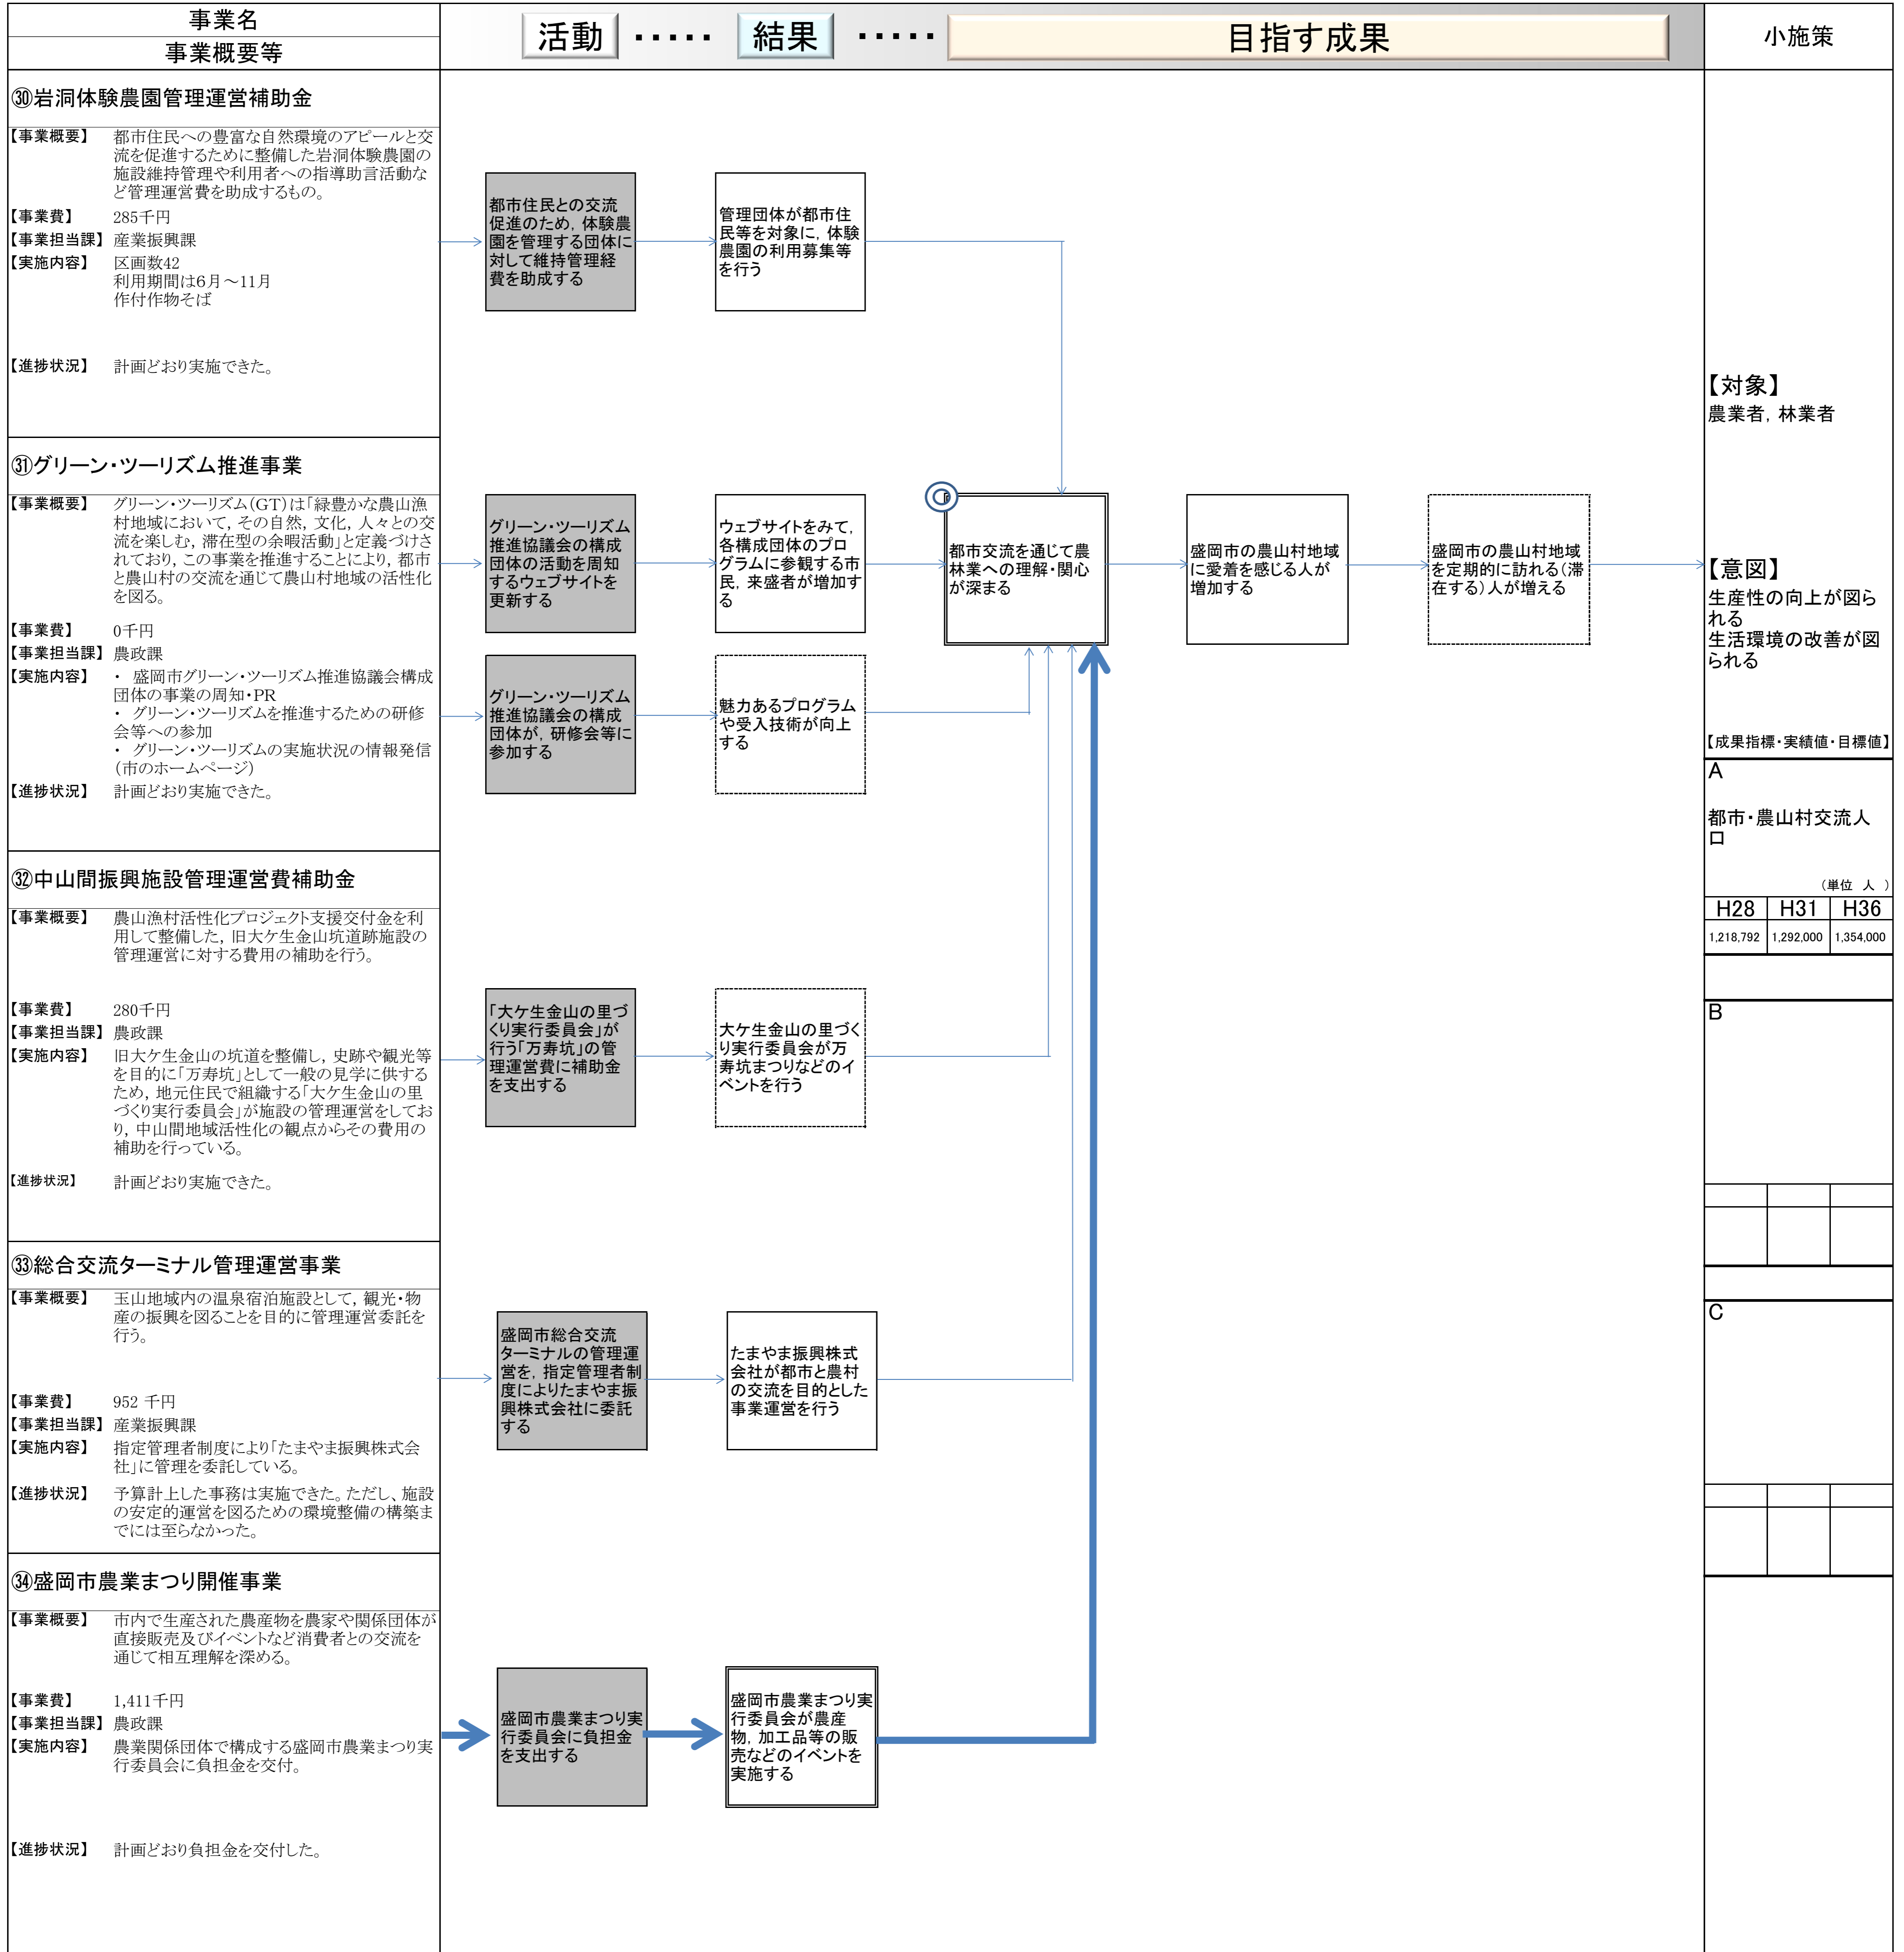 事業名
事業概要等
活動 ・・・・・ 結果 ・・・・・ 目指す成果
小施策
㉚岩洞体験農園管理運営補助金
【事業概要】 都市住民への豊富な自然環境のアピールと交
流を促進するために整備した岩洞体験農園の
施設維持管理や利用者への指導助言活動な
ど管理運営費を助成するもの。
【事業費】 285千円
【事業担当課】 産業振興課
【実施内容】 区画数42
利用期間は6月～11月
作付作物そば
【進捗状況】 計画どおり実施できた。
都市住民との交流
促進のため，体験農
園を管理する団体に
対して維持管理経
費を助成する
管理団体が都市住
民等を対象に，体験
農園の利用募集等
を行う
㉛グリーン・ツーリズム推進事業
【事業概要】 グリーン・ツーリズム（GT）は「緑豊かな農山漁
村地域において，その自然，文化，人々との交
流を楽しむ，滞在型の余暇活動」と定義づけさ
れており，この事業を推進することにより，都市
と農山村の交流を通じて農山村地域の活性化
を図る。
【事業費】 0千円
【事業担当課】 農政課
【実施内容】 ・ 盛岡市グリーン・ツーリズム推進協議会構成
団体の事業の周知・PR
・ グリーン・ツーリズムを推進するための研修
会等への参加
・ グリーン・ツーリズムの実施状況の情報発信
（市のホームページ）
【進捗状況】 計画どおり実施できた。
グリーン・ツーリズム
推進協議会の構成
団体の活動を周知
するウェブサイトを
更新する
ウェブサイトをみて，
各構成団体のプロ
グラムに参観する市
民，来盛者が増加す
る
◎
都市交流を通じて農
林業への理解・関心
が深まる
盛岡市の農山村地域
に愛着を感じる人が
増加する
盛岡市の農山村地域
を定期的に訪れる（滞
在する）人が増える
グリーン・ツーリズム
推進協議会の構成
団体が，研修会等に
参加する
魅力あるプログラム
や受入技術が向上
する
㉜中山間振興施設管理運営費補助金
【事業概要】 農山漁村活性化プロジェクト支援交付金を利
用して整備した，旧大ケ生金山坑道跡施設の
管理運営に対する費用の補助を行う。
【事業費】 280千円
【事業担当課】 農政課
【実施内容】 旧大ケ生金山の坑道を整備し，史跡や観光等
を目的に「万寿坑」として一般の見学に供する
ため，地元住民で組織する「大ケ生金山の里
づくり実行委員会」が施設の管理運営をしてお
り，中山間地域活性化の観点からその費用の
補助を行っている。
【進捗状況】 計画どおり実施できた。
「大ケ生金山の里づ
くり実行委員会」が
行う「万寿坑」の管
理運営費に補助金
を支出する
大ケ生金山の里づく
り実行委員会が万
寿坑まつりなどのイ
ベントを行う
㉝総合交流ターミナル管理運営事業
【事業概要】 玉山地域内の温泉宿泊施設として，観光・物
産の振興を図ることを目的に管理運営委託を
行う。
【事業費】 952 千円
【事業担当課】 産業振興課
【実施内容】 指定管理者制度により「たまやま振興株式会
社」に管理を委託している。
【進捗状況】 予算計上した事務は実施できた。ただし、施設
の安定的運営を図るための環境整備の構築ま
でには至らなかった。
盛岡市総合交流
ターミナルの管理運
営を，指定管理者制
度によりたまやま振
興株式会社に委託
する
たまやま振興株式
会社が都市と農村
の交流を目的とした
事業運営を行う
㉞盛岡市農業まつり開催事業
【事業概要】 市内で生産された農産物を農家や関係団体が
直接販売及びイベントなど消費者との交流を
通じて相互理解を深める。
【事業費】 1,411千円
【事業担当課】 農政課
【実施内容】 農業関係団体で構成する盛岡市農業まつり実
行委員会に負担金を交付。
【進捗状況】 計画どおり負担金を交付した。
盛岡市農業まつり実
行委員会に負担金
を支出する
盛岡市農業まつり実
行委員会が農産
物，加工品等の販
売などのイベントを
実施する
【対象】
農業者，林業者
【意図】
生産性の向上が図ら
れる
生活環境の改善が図
られる
【成果指標・実績値・目標値】
A
都市・農山村交流人
口
（単位 人 ）
H28 H31 H36
1,218,792 1,292,000 1,354,000
B
C